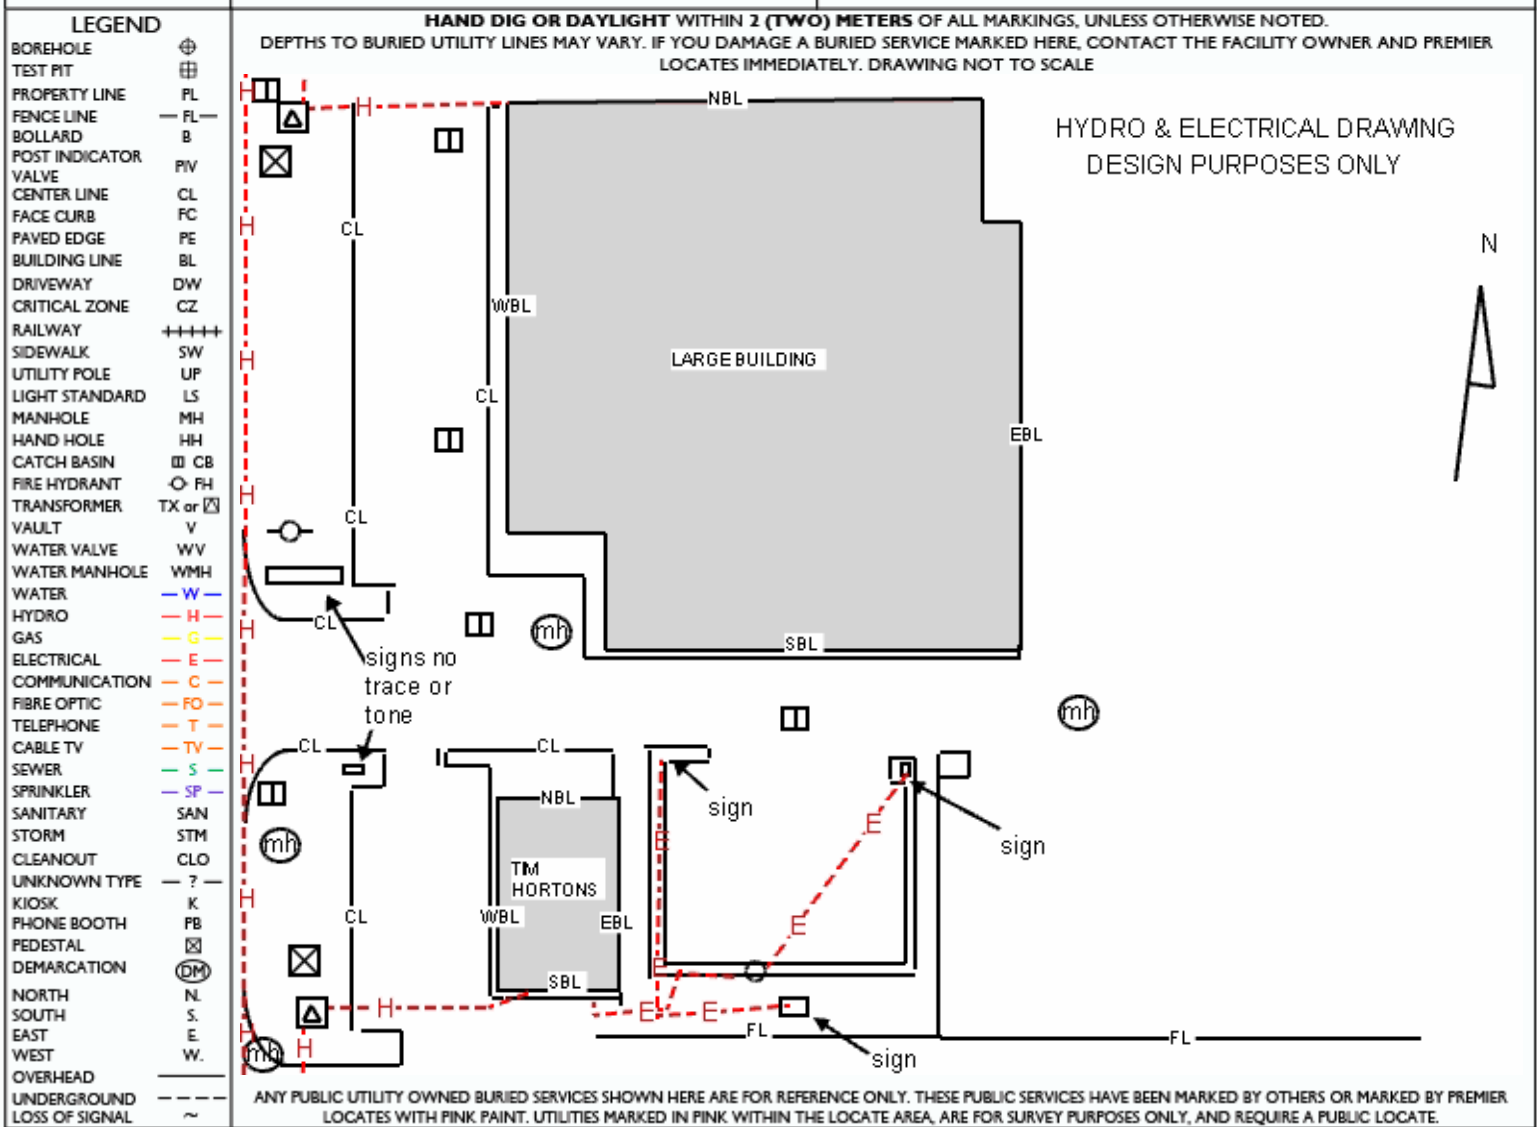 HAND DIG OR DAYLIGHT WITHIN 2 (TWO) METERS OF ALL MARKINGS, UNLESS OTHERWISE NOTED.
DEPTHS TO BURIED UTILITY LINES MAY VARY. IF YOU DAMAGE A BURIED SERVICE MARKED HERE, CONTACT THE FACILITY OWNER AND PREMIER
LOCATES IMMEDIATELY. DRAWING NOT TO SCALE
LEGEND
BOREHOLE
TEST PIT
PROPERTY LINE PL
FENCE LINE — FL —
BOLLARD B
POST INDICATOR
VALVE PIV
CENTER LINE CL
FACE CURB FC
PAVED EDGE PE
BUILDING LINE BL
DRIVEWAY DW
CRITICAL ZONE CZ
RAILWAY +++++
SIDEWALK SW
UTILITY POLE UP
LIGHT STANDARD LS
MANHOLE MH
HAND HOLE HH
CATCH BASIN CB
FIRE HYDRANT FH
TRANSFORMER TX or
VAULT V
WATER VALVE WV
WATER MANHOLE WMH
WATER — W —
HYDRO — H —
GAS — G —
ELECTRICAL — E —
COMMUNICATION — C —
FIBRE OPTIC — FO —
TELEPHONE — T —
CABLE TV — TV —
SEWER — S —
SPRINKLER — SP —
SANITARY SAN
STORM STM
CLEANOUT CLO
UNKNOWN TYPE — ? —
KIOSK K
PHONE BOOTH PB
PEDESTAL
DEMARCATION DM
NORTH N.
SOUTH S.
EAST E.
WEST W.
OVERHEAD
UNDERGROUND
LOSS OF SIGNAL ~
HYDRO & ELECTRICAL DRAWING
DESIGN PURPOSES ONLY
N
H
H
NBL
H
CL
WBL
LARGE BUILDING
H
CL
EBL
H
CL
H
CL
mh
SBL
signs no
trace or
tone
mh
CL
CL
H
NBL
sign
E
sign
mh
E
TIM
HORTONS
H
CL
WBL
EBL
E
E
SBL
H
E
E
FL
FL
H
H
mh
sign
ANY PUBLIC UTILITY OWNED BURIED SERVICES SHOWN HERE ARE FOR REFERENCE ONLY. THESE PUBLIC SERVICES HAVE BEEN MARKED BY OTHERS OR MARKED BY PREMIER
LOCATES WITH PINK PAINT. UTILITIES MARKED IN PINK WITHIN THE LOCATE AREA, ARE FOR SURVEY PURPOSES ONLY, AND REQUIRE A PUBLIC LOCATE.